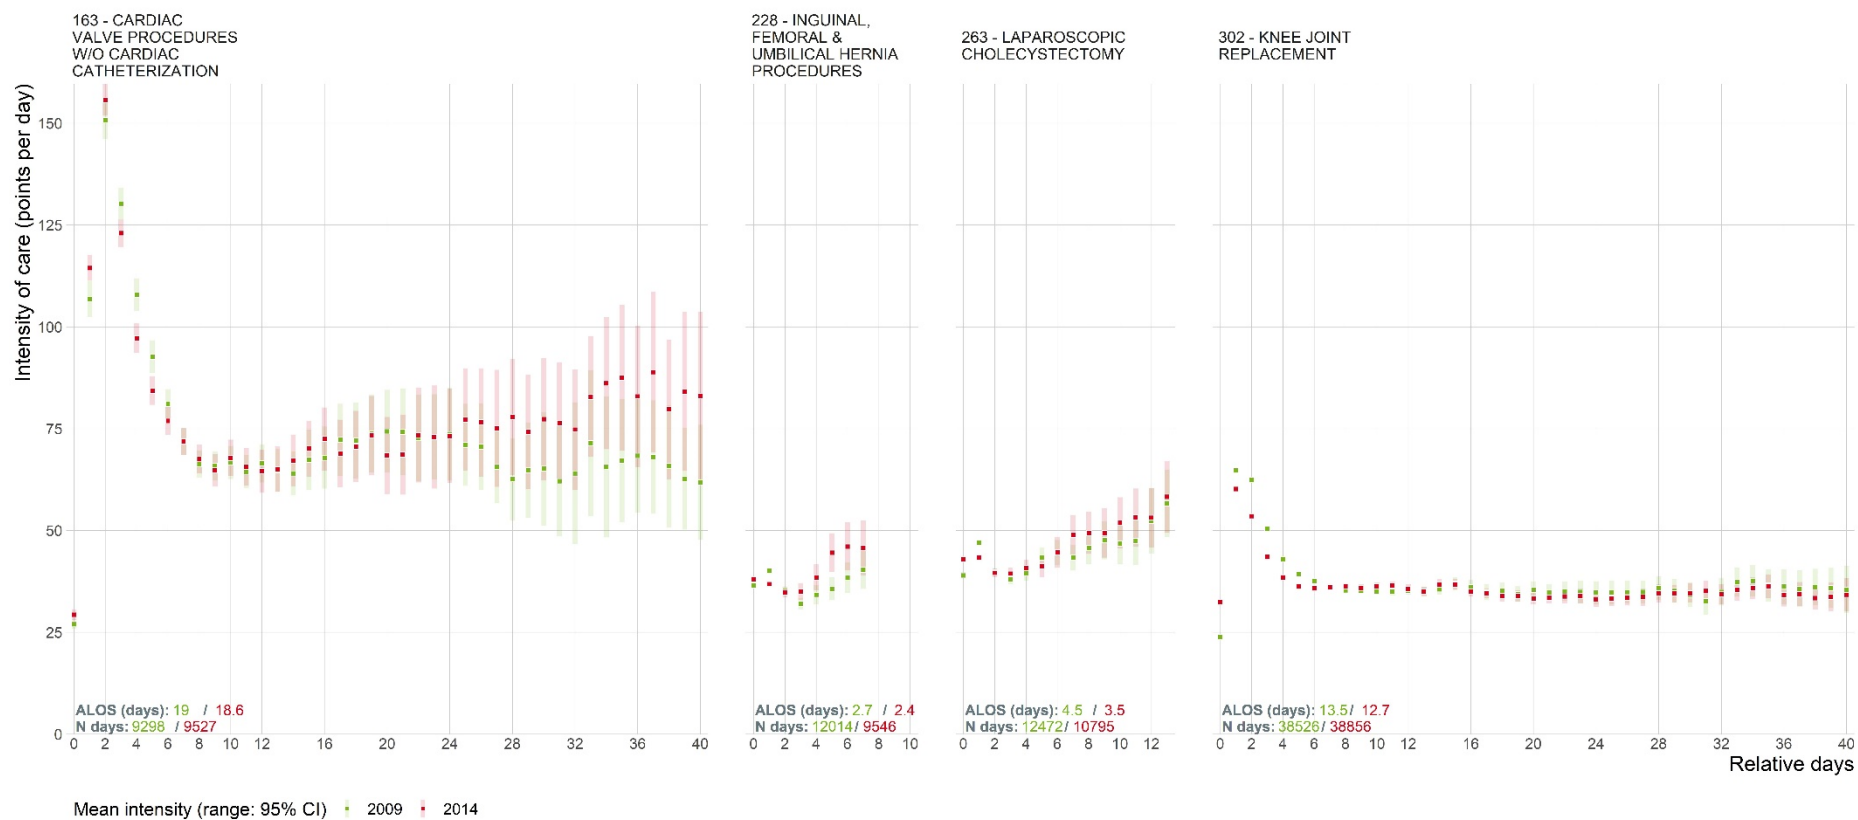 163 - CARDIAC
VALVE PROCEDURES
W/O CARDIAC
CATHETERIZATION
228 - INGUINAL,
FEMORAL &
UMBILICAL HERNIA
PROCEDURES
263 - LAPAROSCOPIC
CHOLECYSTECTOMY
302 - KNEE JOINT
REPLACEMENT
Intensity of care (points per day)
150
125
100
75
50
25
0
ALOS (days): 19 / 18.6
N days: 9298 / 9527
ALOS (days): 2.7 / 2.4
N days: 12014 / 9546
ALOS (days): 4.5 / 3.5
N days: 12472 / 10795
ALOS (days): 13.5 / 12.7
N days: 38526 / 38856
0 2 4 6 8 10 12 16 20 24 28 32 36 40
0 2 4 6 8 10
0 2 4 6 8 10 12
0 2 4 6 8 10 12 16 20 24 28 32 36 40
Relative days
Mean intensity (range: 95% CI) 2009 2014